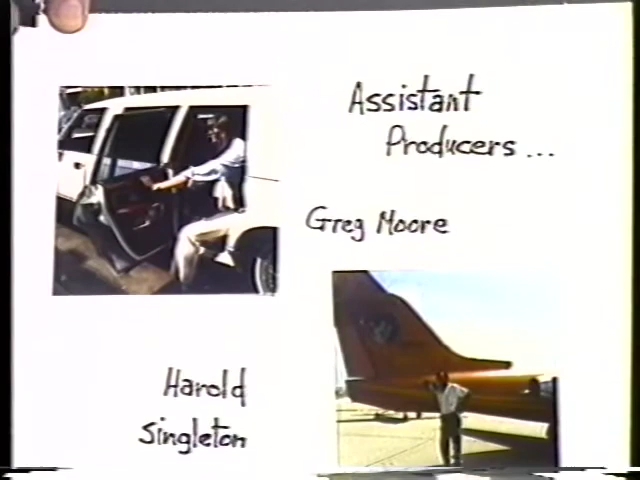 Assistant
Producers...
Greg Moore
Harold
Singleton